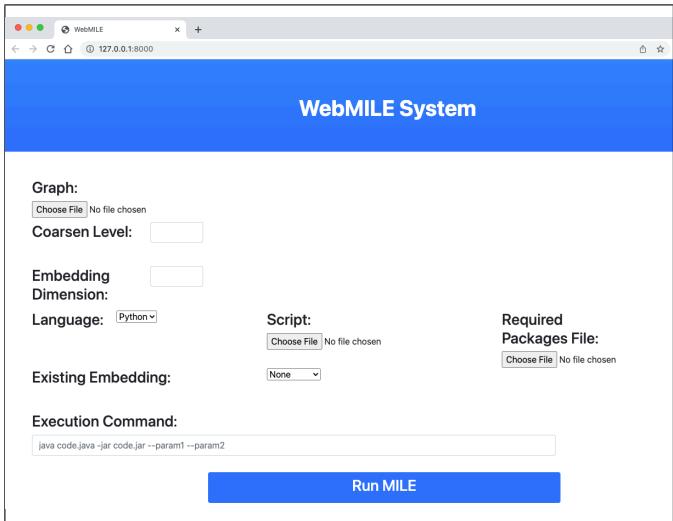 WebMILE
127.0.0.1:8000
WebMILE System
Graph:
Choose File No file chosen
Coarsen Level:
Embedding
Dimension:
Language: Python
Script:
Choose File No file chosen
Required
Packages File:
Choose File No file chosen
Existing Embedding: None
Execution Command:
java code.java -jar code.jar --param1 --param2
Run MILE